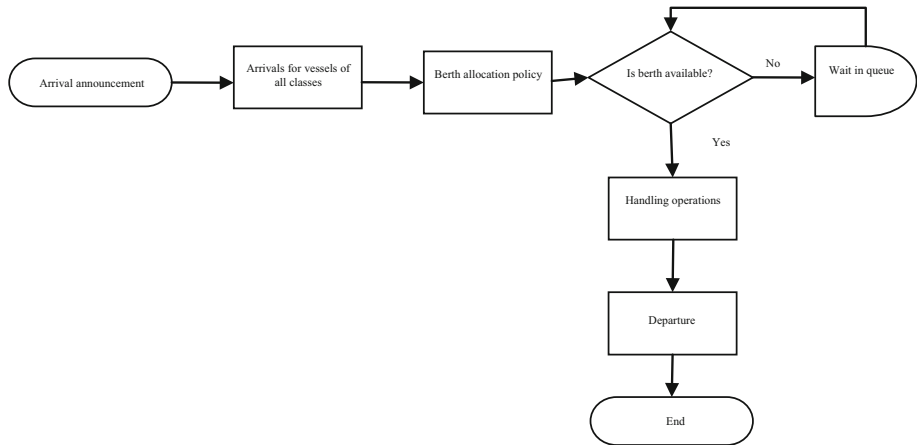 Arrival announcement
Arrivals for vessels of
all classes
Berth allocation policy
Is berth available?
No
Wait in queue
Yes
Handling operations
Departure
End